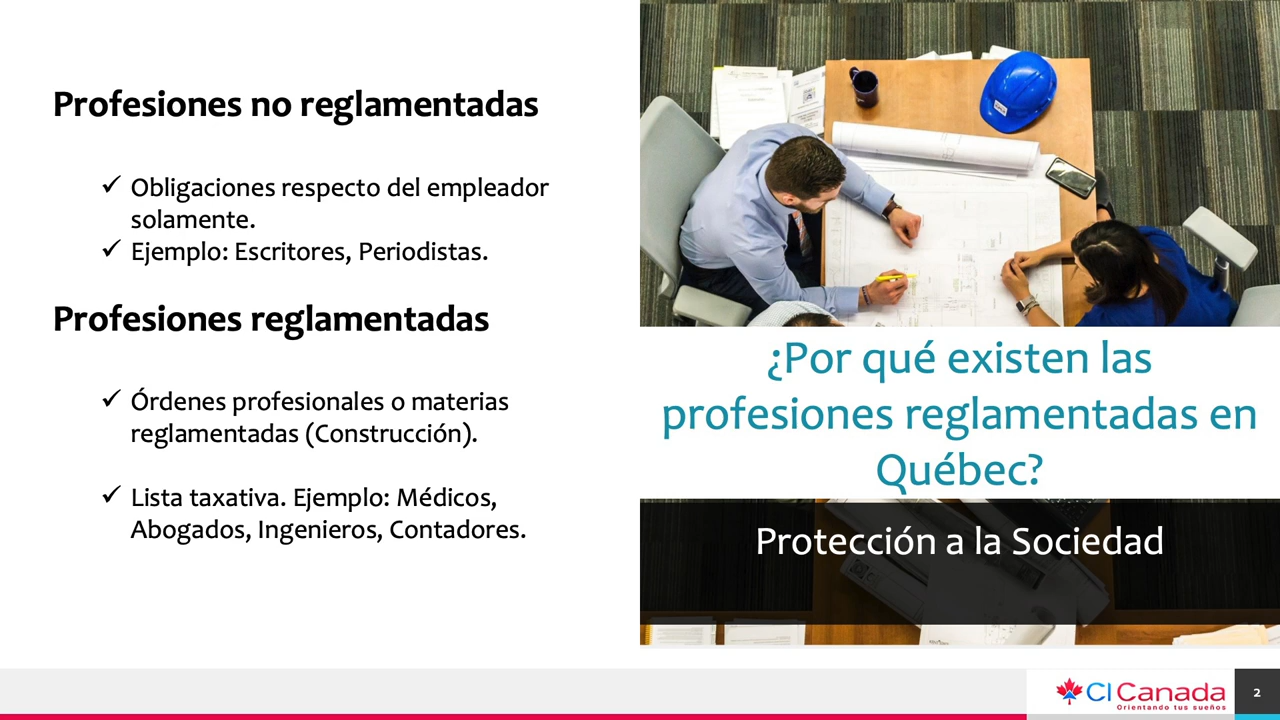 Profesiones no reglamentadas
✓ Obligaciones respecto del empleador
solamente.
✓ Ejemplo: Escritores, Periodistas.
Profesiones reglamentadas
✓ Órdenes profesionales o materias
reglamentadas (Construcción).
✓ Lista taxativa. Ejemplo: Médicos,
Abogados, Ingenieros, Contadores.
¿Por qué existen las
profesiones reglamentadas en
Québec?
Protección a la Sociedad
CI Canada
Orientando tus sueños
2